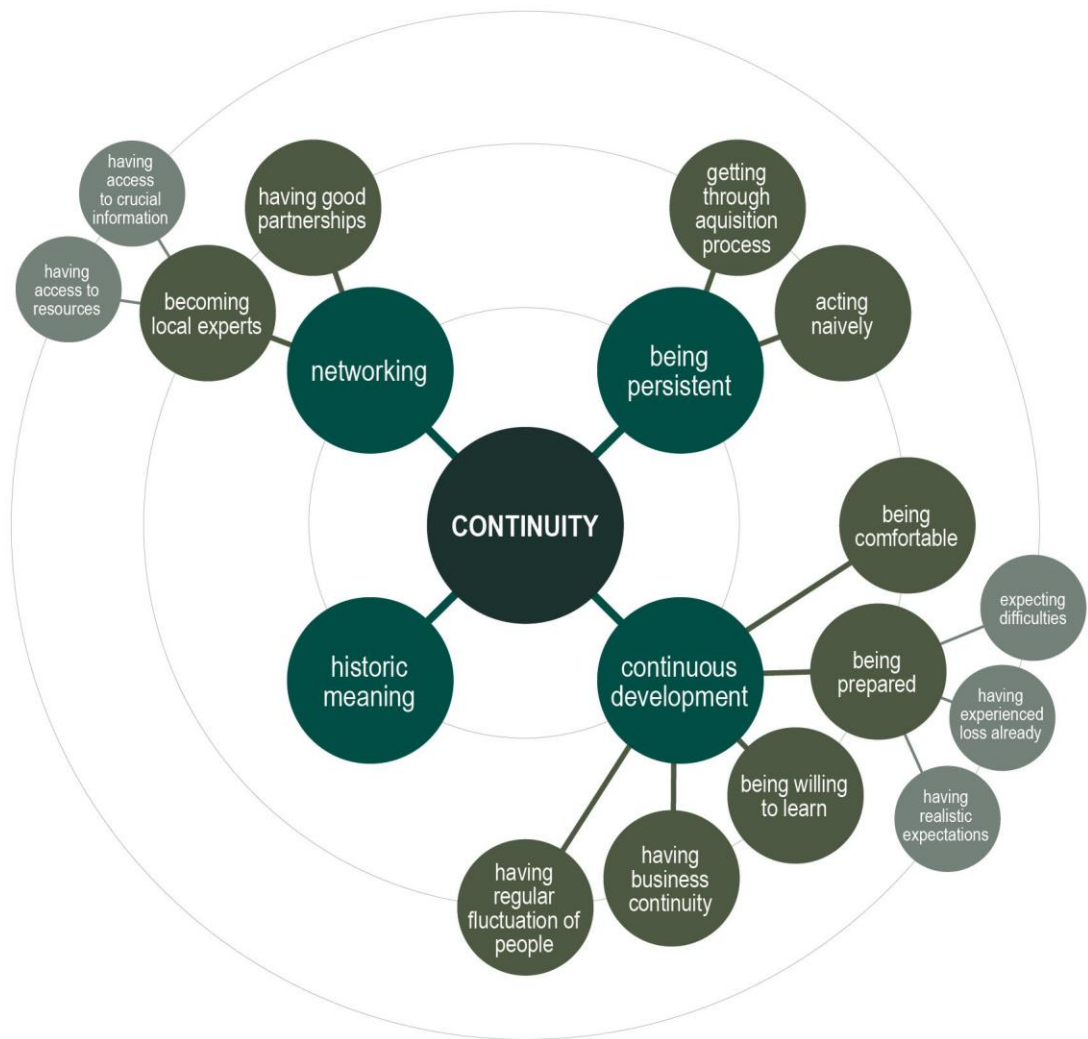 having
access
to crucial
information
having
access to
resources
having good
partnerships
becoming
local experts
networking
getting
through
aquisition
process
acting
naively
being
persistent
CONTINUITY
historic
meaning
continuous
development
being
comfortable
being
prepared
expecting
difficulties
having
experienced
loss already
having
realistic
expectations
being willing
to learn
having
business
continuity
having
regular
fluctuation of
people